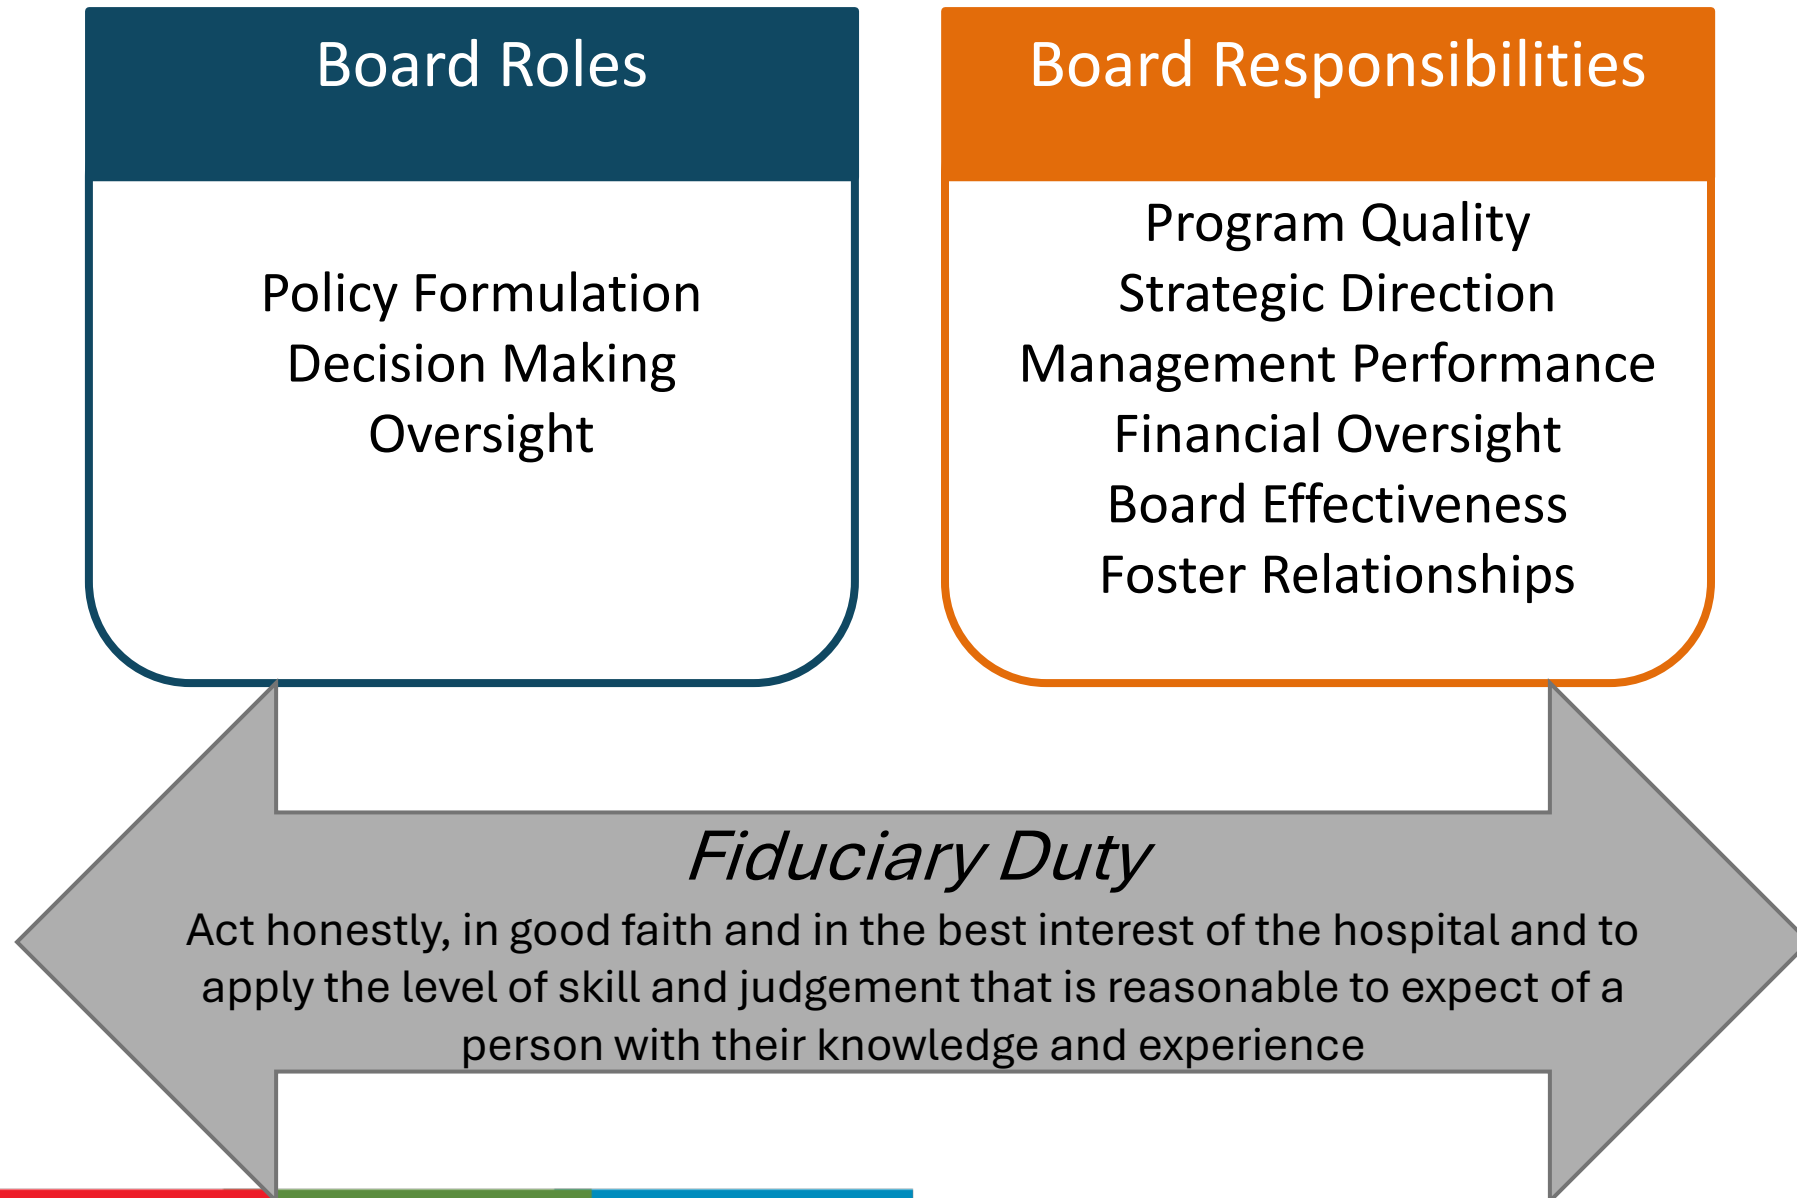 Board Roles
Policy Formulation
Decision Making
Oversight
Board Responsibilities
Program Quality
Strategic Direction
Management Performance
Financial Oversight
Board Effectiveness
Foster Relationships
Fiduciary Duty
Act honestly, in good faith and in the best interest of the hospital and to
apply the level of skill and judgement that is reasonable to expect of a
person with their knowledge and experience